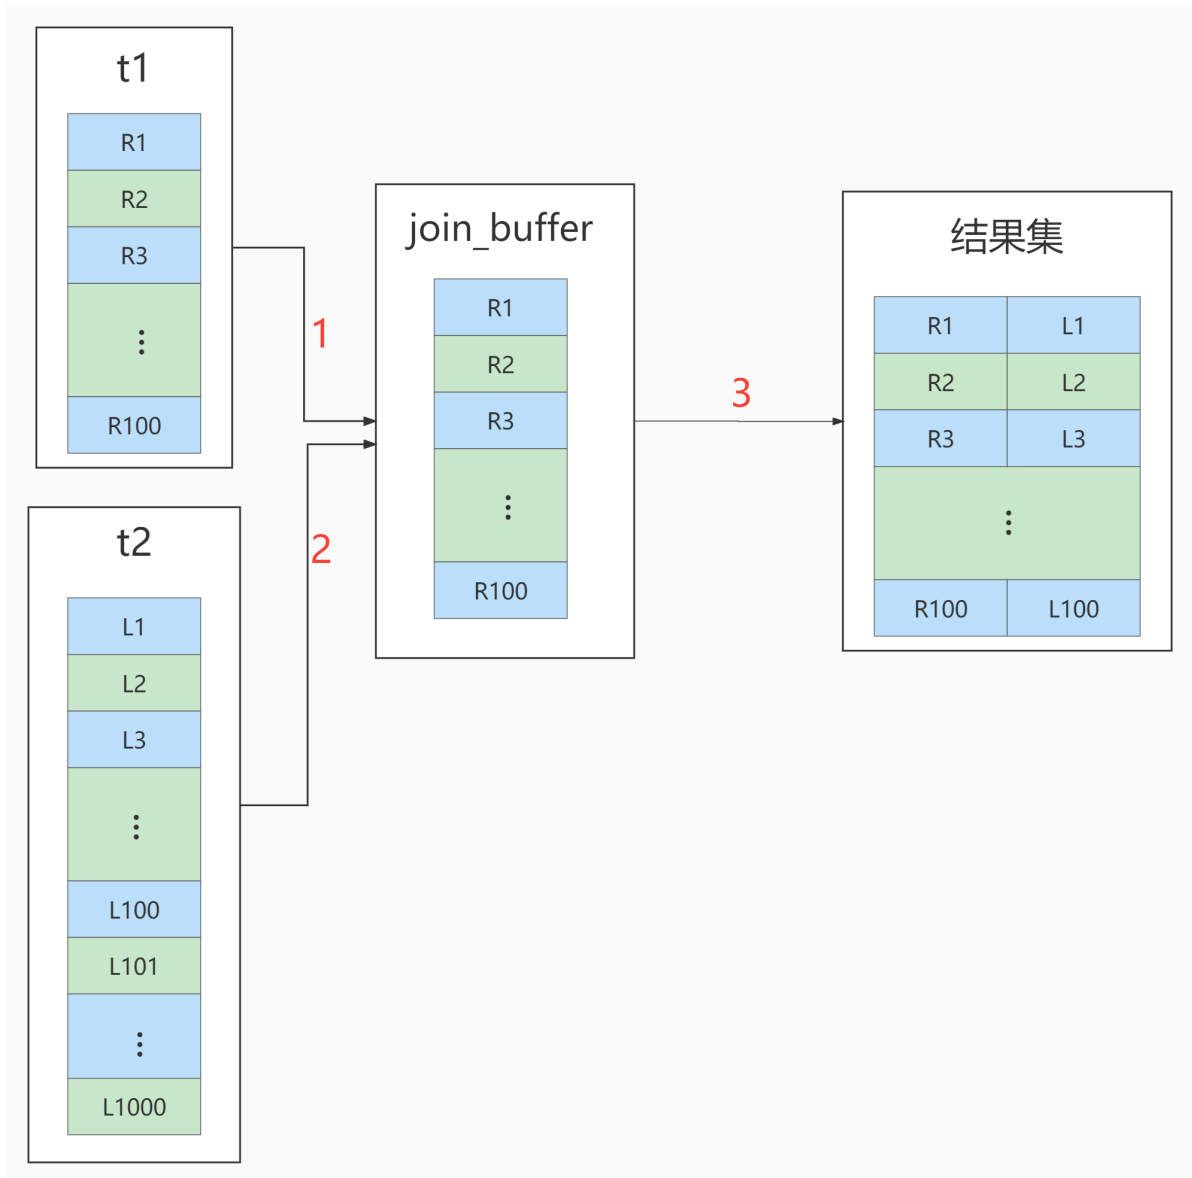 t1
R1
R2
R3
⋮
R100
1
t2
L1
L2
L3
⋮
L100
L101
⋮
L1000
2
join_buffer
R1
R2
R3
⋮
R100
3
结果集
R1 L1
R2 L2
R3 L3
⋮
R100 L100